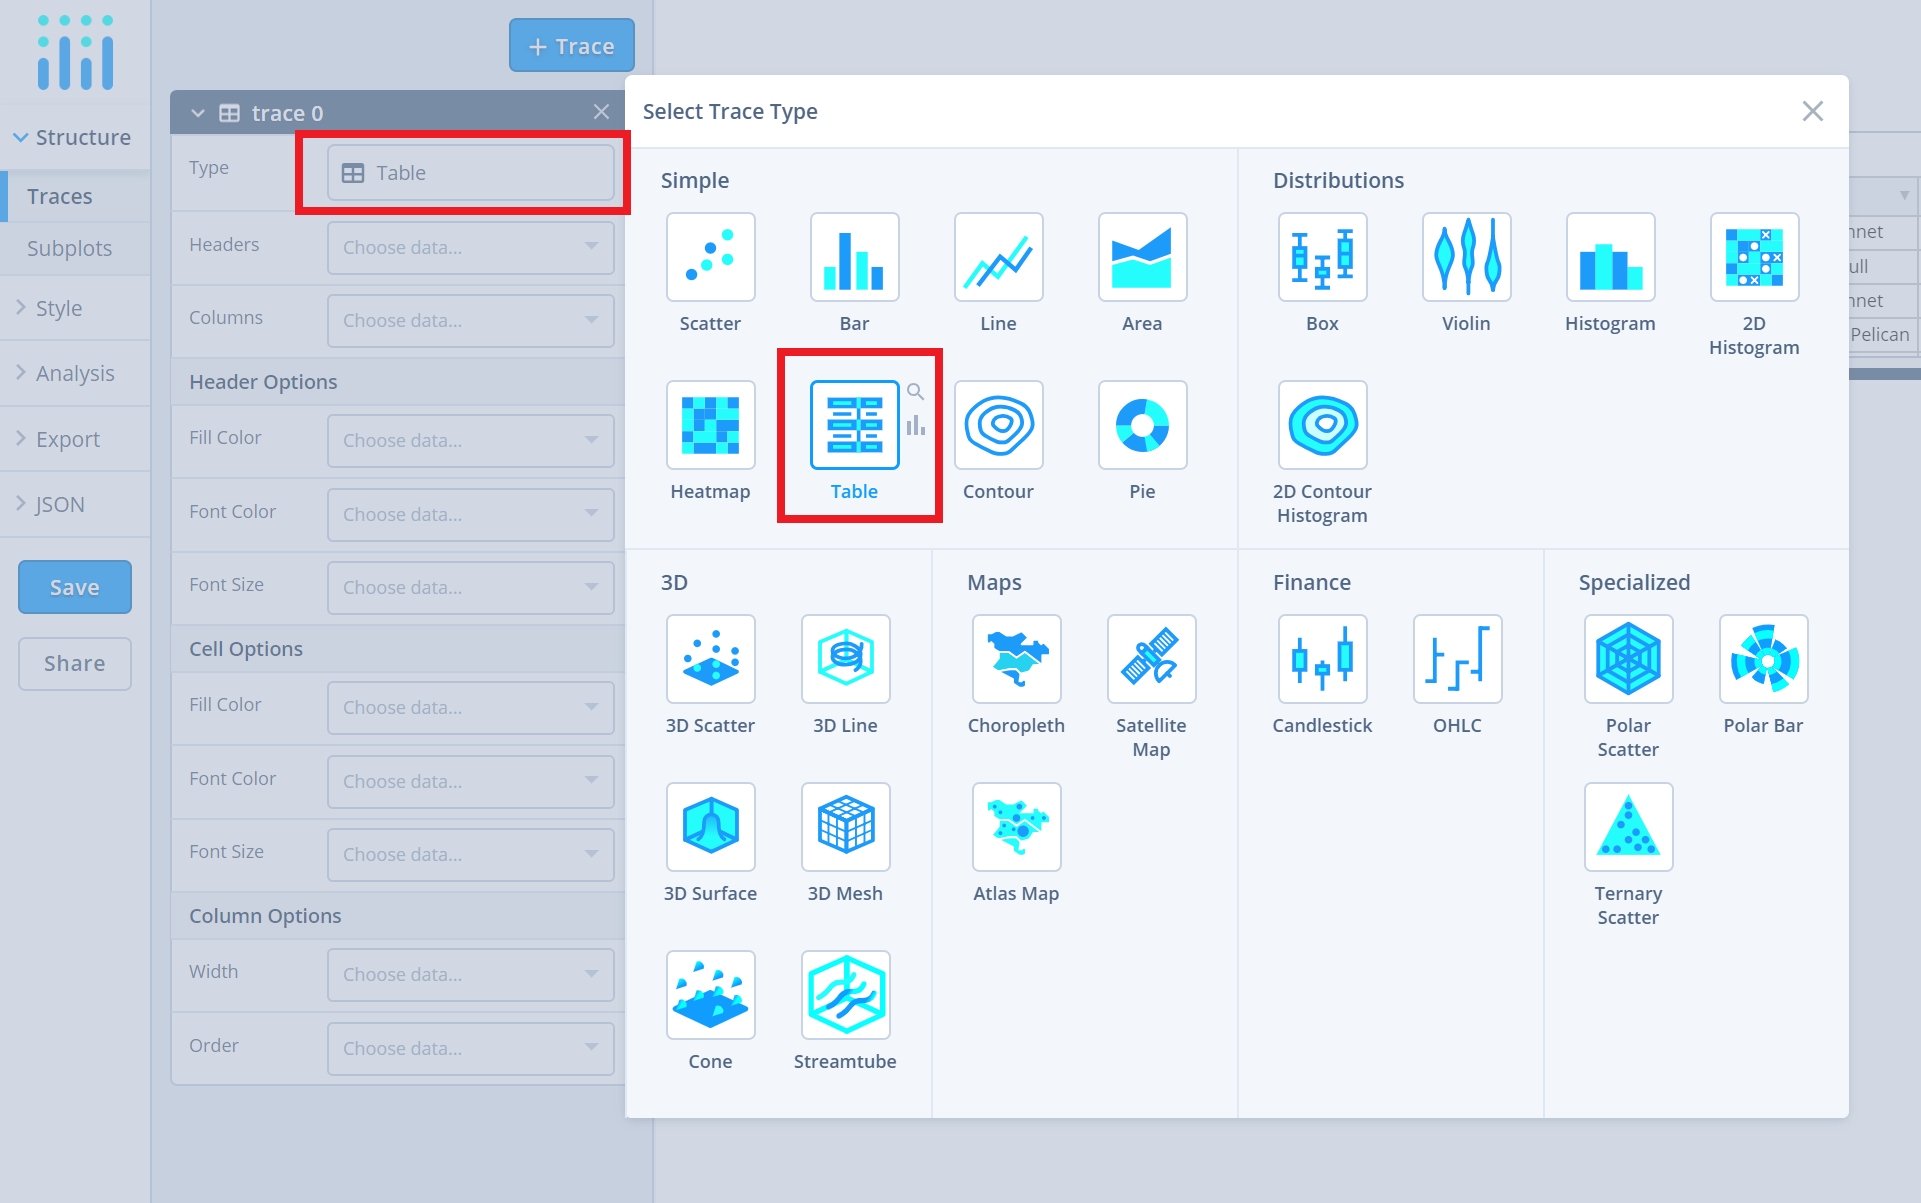 Structure
Traces
Subplots
Style
Analysis
Export
JSON
Save
Share
Trace
trace 0
Type
Table
Headers
Choose data...
Columns
Choose data...
Header Options
Fill Color
Choose data...
Font Color
Choose data...
Font Size
Choose data...
Cell Options
Fill Color
Choose data...
Font Color
Choose data...
Font Size
Choose data...
Column Options
Width
Choose data...
Order
Choose data...
Select Trace Type
Simple
Scatter
Bar
Line
Area
Heatmap
Table
Contour
Pie
Distributions
Box
Violin
Histogram
2D
Histogram
2D Contour
Histogram
3D
3D Scatter
3D Line
3D Surface
3D Mesh
Cone
Streamtube
Maps
Choropleth
Satellite
Map
Atlas Map
Finance
Candlestick
OHLC
Specialized
Polar
Scatter
Polar Bar
Ternary
Scatter
Pelican